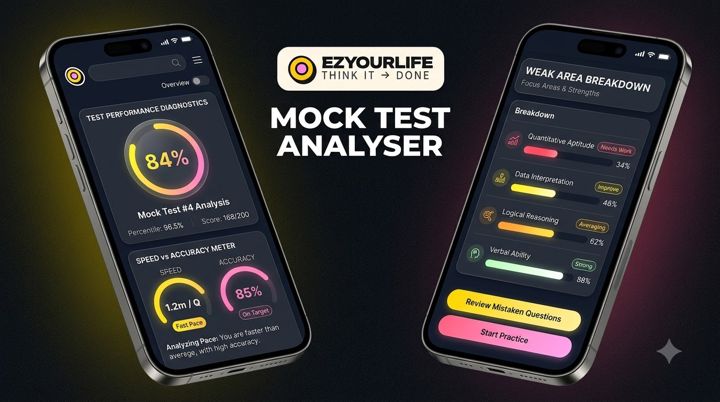 EZYOURLIFE
THINK IT → DONE
MOCK TEST
ANALYSER
Overview
TEST PERFORMANCE DIAGNOSTICS
84%
Mock Test #4 Analysis
Percentile: 96.5%
Score: 168/200
SPEED vs ACCURACY METER
SPEED
ACCURACY
1.2m / Q
85%
Fast Pace
On Target
Analyzing Pace: You are faster than
average, with high accuracy.
WEAK AREA BREAKDOWN
Focus Areas & Strengths
Breakdown
Quantitative Aptitude
Needs Work
34%
Data Interpretation
Improve
46%
Logical Reasoning
Averaging
62%
Verbal Ability
Strong
88%
Review Mistaken Questions
Start Practice